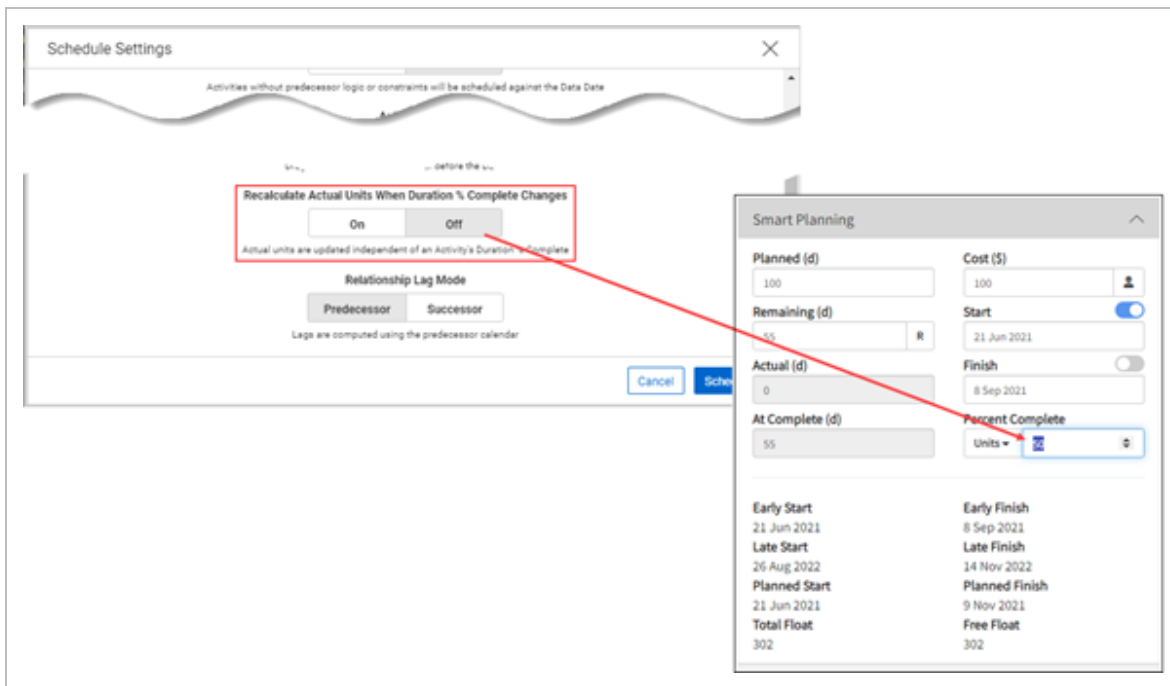 Schedule Settings
Activities without predecessor logic or constraints will be scheduled against the Data Date
before the
Recalculate Actual Units When Duration % Complete Changes
On Off
Actual units are updated independent of an Activity's Duration % Complete
Relationship Lag Mode
Predecessor Successor
Lags are computed using the predecessor calendar
Cancel
Smart Planning
Planned (d) Cost ($)
100 100
Remaining (d) Start
55 R 21 Jun 2021
Actual (d) Finish
0 8 Sep 2021
At Complete (d) Percent Complete
55 Units
Early Start Early Finish
21 Jun 2021 8 Sep 2021
Late Start Late Finish
26 Aug 2022 14 Nov 2022
Planned Start Planned Finish
21 Jun 2021 9 Nov 2021
Total Float Free Float
302 302